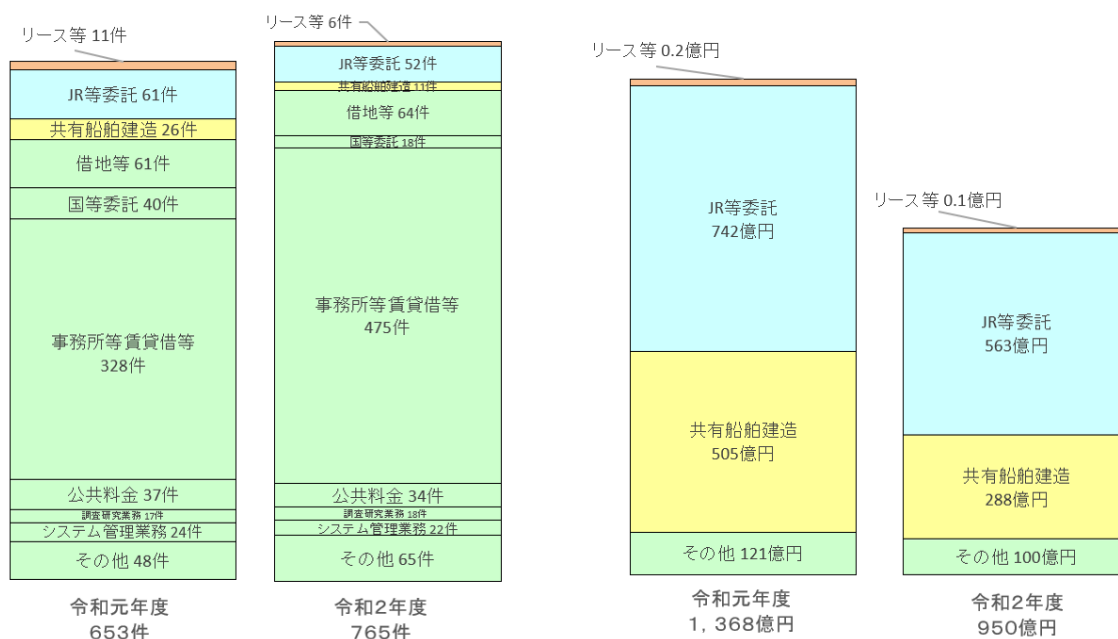 リース等 11件
JR等委託 61件
共有船舶建造 26件
借地等 61件
国等委託 40件
事務所等賃貸借等
328件
公共料金 37件
調査研究業務 17件
システム管理業務 24件
その他 48件
令和元年度
653件
リース等 6件
JR等委託 52件
共有船舶建造 11件
借地等 64件
国等委託 18件
事務所等賃貸借等
475件
公共料金 34件
調査研究業務 18件
システム管理業務 22件
その他 65件
令和2年度
765件
リース等 0.2億円
JR等委託
742億円
共有船舶建造
505億円
その他 121億円
令和元年度
1, 368億円
リース等 0.1億円
JR等委託
563億円
共有船舶建造
288億円
その他 100億円
令和2年度
950億円